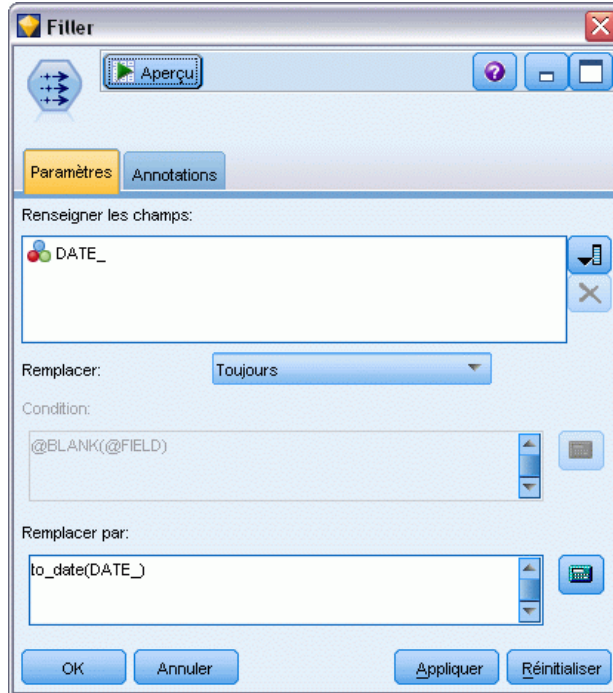 Filler
Aperçu
?
Paramètres Annotations
Renseigner les champs:
DATE_
Remplacer: Toujours
Condition:
@BLANK(@FIELD)
Remplacer par:
to_date(DATE_)
OK Annuler Appliquer Réinitialiser